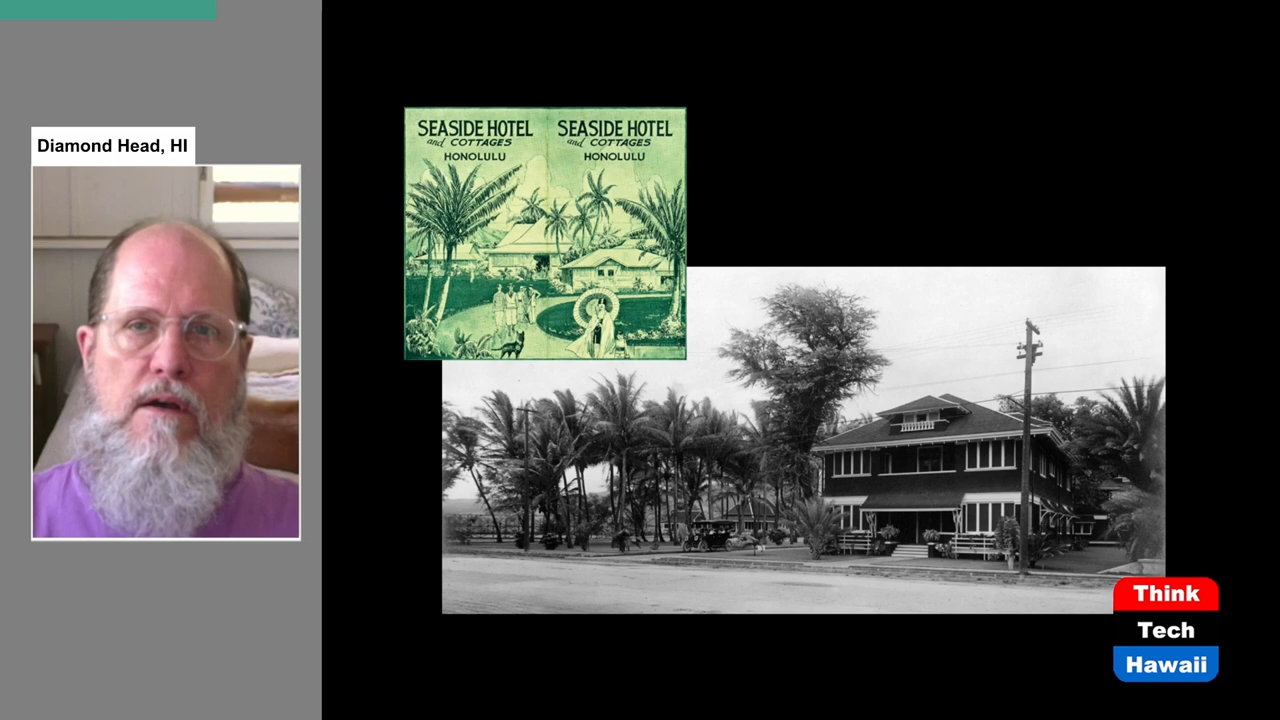 Diamond Head, HI
SEASIDE HOTEL
and COTTAGES
HONOLULU
SEASIDE HOTEL
and COTTAGES
HONOLULU
Think
Tech
Hawaii